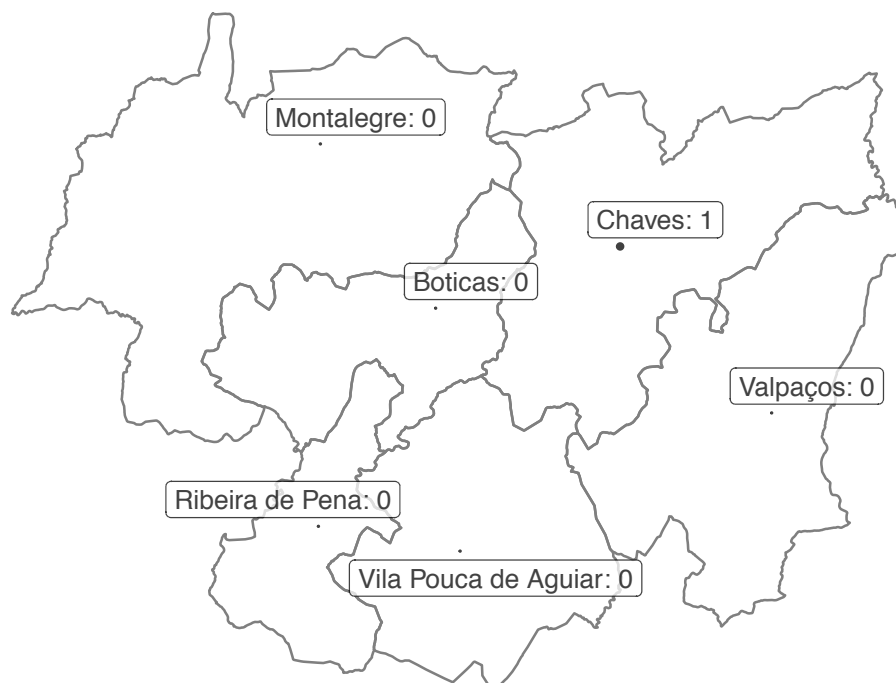 Montalegre: 0
Chaves: 1
Boticas: 0
Valpaços: 0
Ribeira de Pena: 0
Vila Pouca de Aguiar: 0